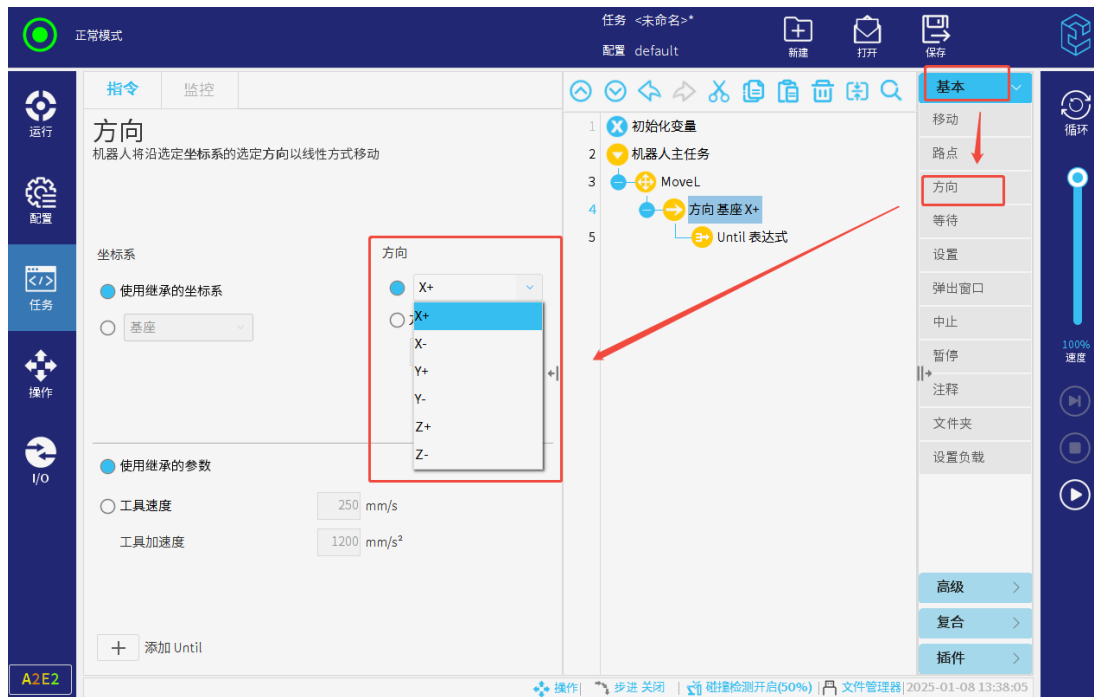 正常模式
任务 <未命名>*
配置 default
新建
打开
保存
运行
配置
任务
操作
I/O
A2E2
指令
监控
方向
机器人将沿选定坐标系的选定方向以线性方式移动
坐标系
使用继承的坐标系
基座
方向
X+
X+
X-
Y+
Y-
Z+
Z-
使用继承的参数
工具速度 250 mm/s
工具加速度 1200 mm/s²
添加 Until
1 初始化变量
2 机器人主任务
3 MoveL
4 方向 基座 X+
5 Until 表达式
基本
移动
路点
方向
等待
设置
弹出窗口
中止
暂停
注释
文件夹
设置负载
高级
复合
插件
循环
100%
速度
操作 步进 关闭 碰撞检测开启(50%) 文件管理器 2025-01-08 13:38:05